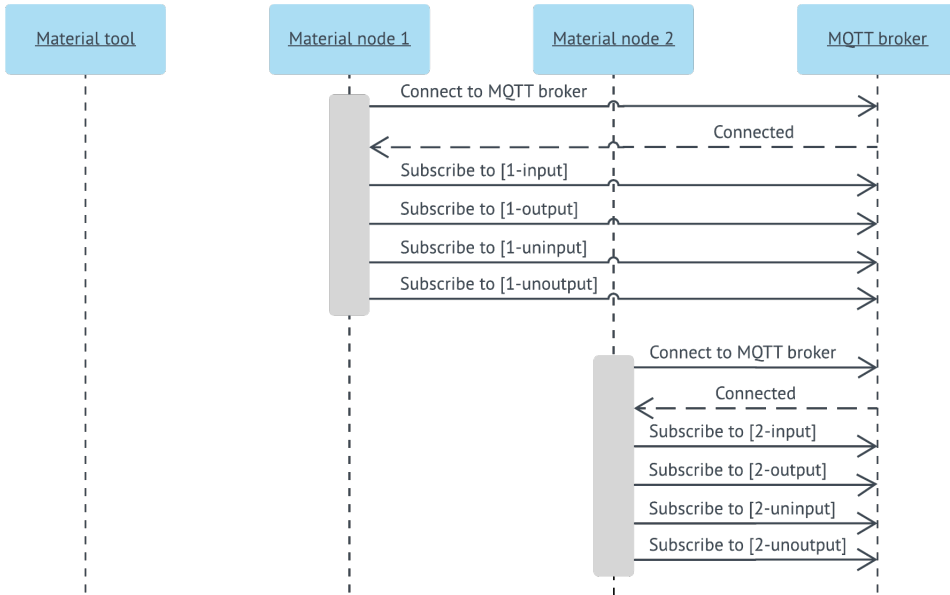 Material tool
Material node 1
Material node 2
MQTT broker
Connect to MQTT broker
Connected
Subscribe to [1-input]
Subscribe to [1-output]
Subscribe to [1-uninput]
Subscribe to [1-unoutput]
Connect to MQTT broker
Connected
Subscribe to [2-input]
Subscribe to [2-output]
Subscribe to [2-uninput]
Subscribe to [2-unoutput]